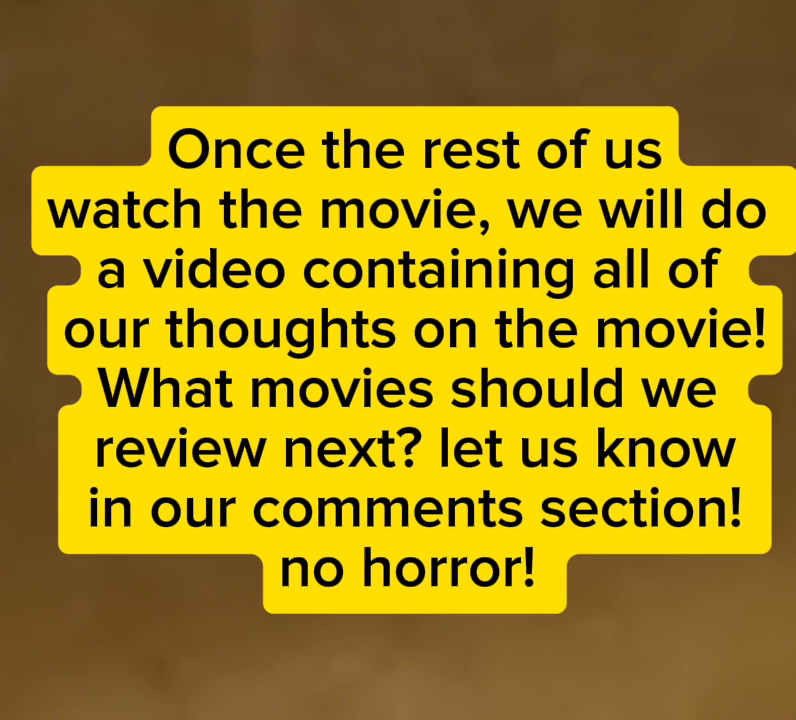 Once the rest of us
watch the movie, we will do
a video containing all of
our thoughts on the movie!
What movies should we
review next? let us know
in our comments section!
no horror!